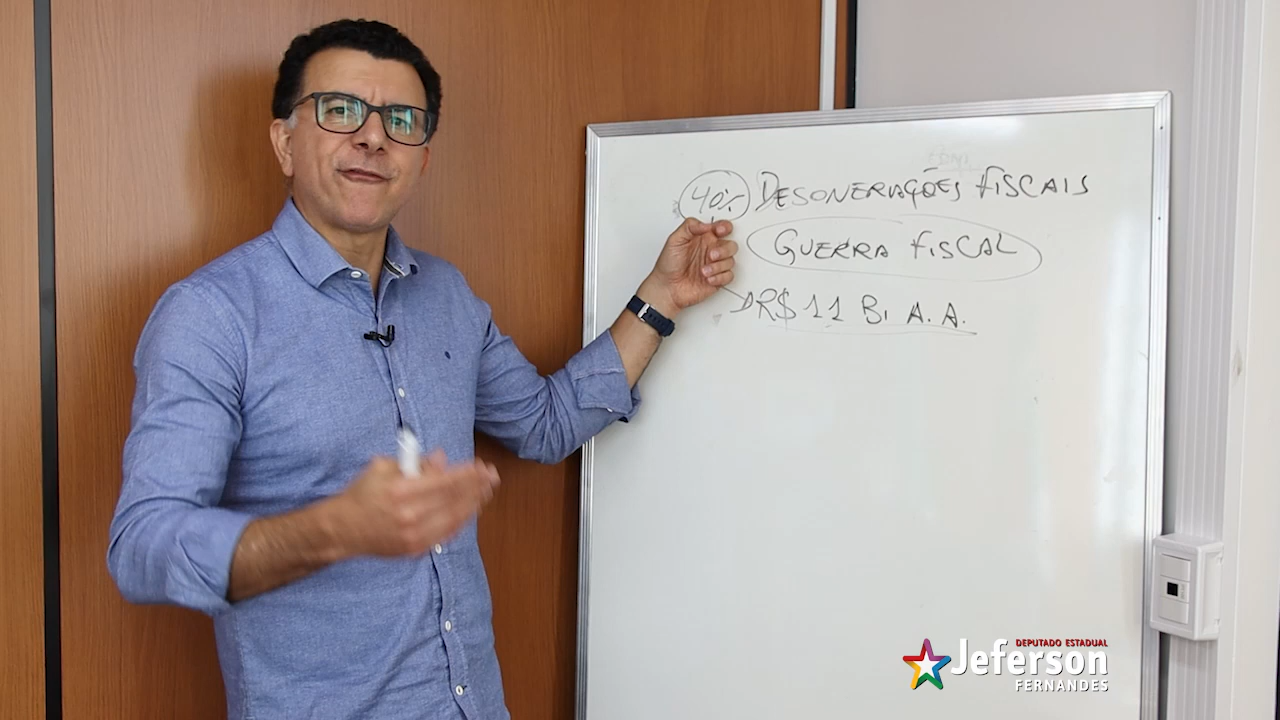 40% DESONERAÇÕES FISCAIS
GUERRA FISCAL
R$ 11 Bi A. A.
DEPUTADO ESTADUAL
Jeferson
FERNANDES